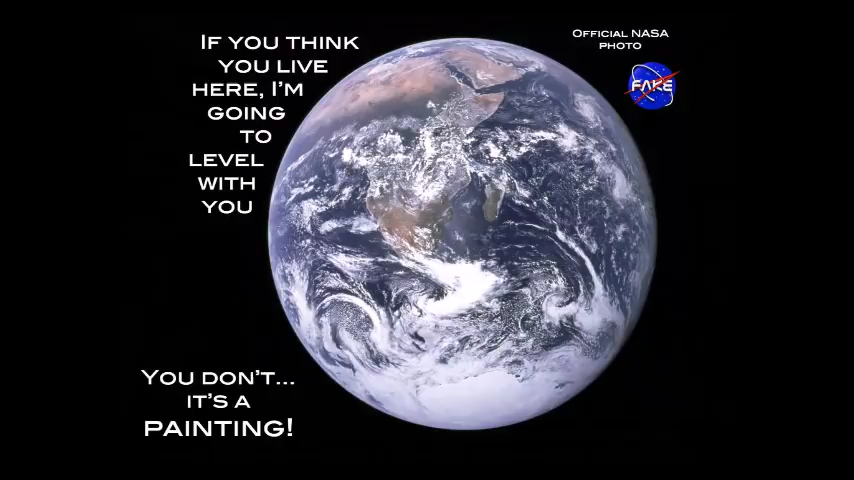 If you think
you live
here, I'm
going
to
level
with
you
Official NASA
photo
FAKE
You don't...
it's a
painting!